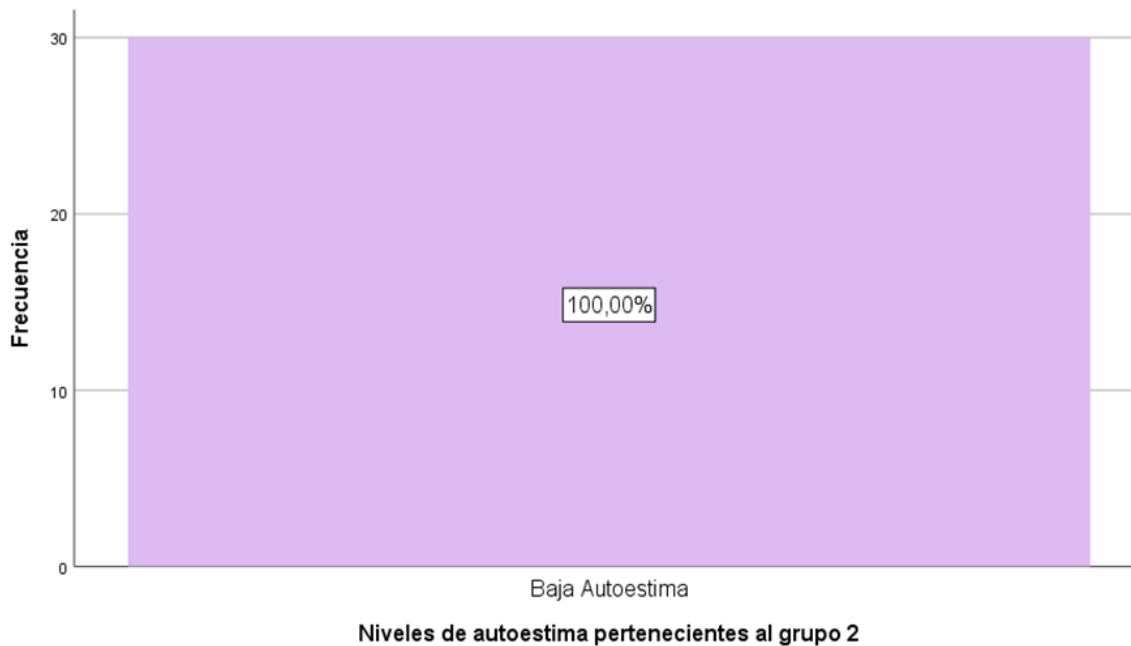 30
20
10
0
Frecuencia
100,00%
Baja Autoestima
Niveles de autoestima pertenecientes al grupo 2